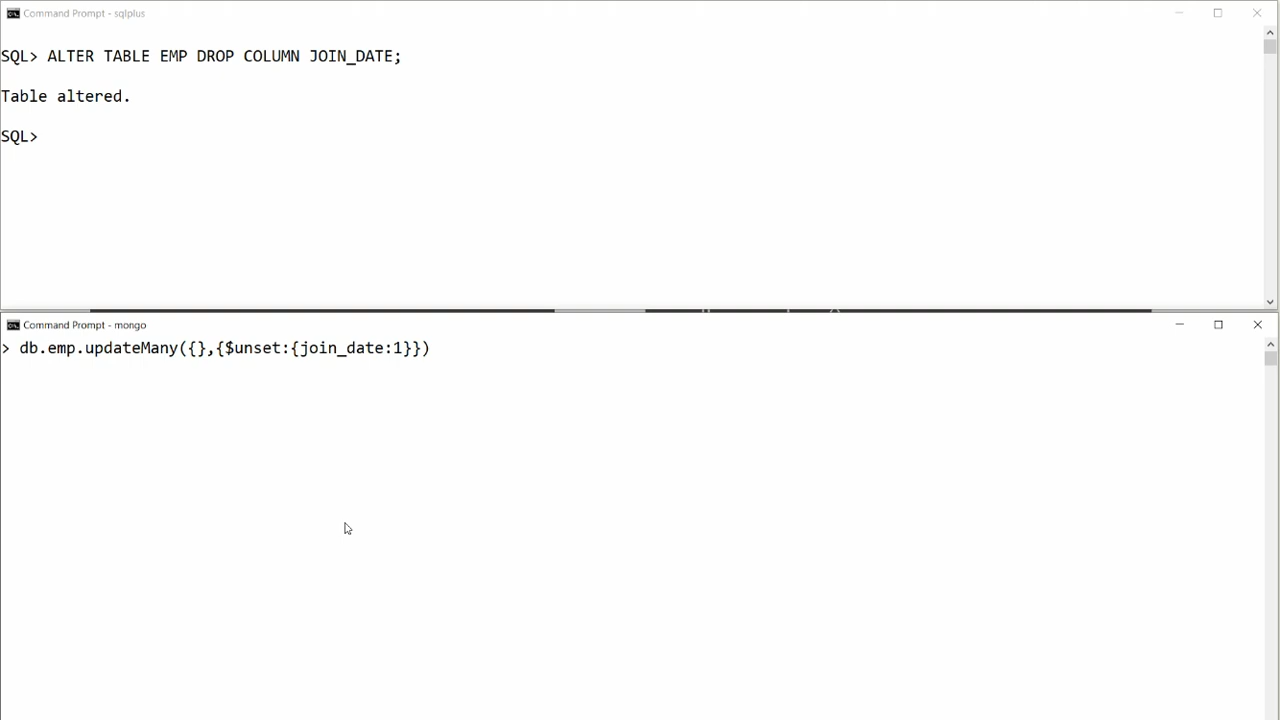 Command Prompt - sqlplus
SQL> ALTER TABLE EMP DROP COLUMN JOIN_DATE;
Table altered.
SQL>
Command Prompt - mongo
> db.emp.updateMany({},{$unset:{join_date:1}})